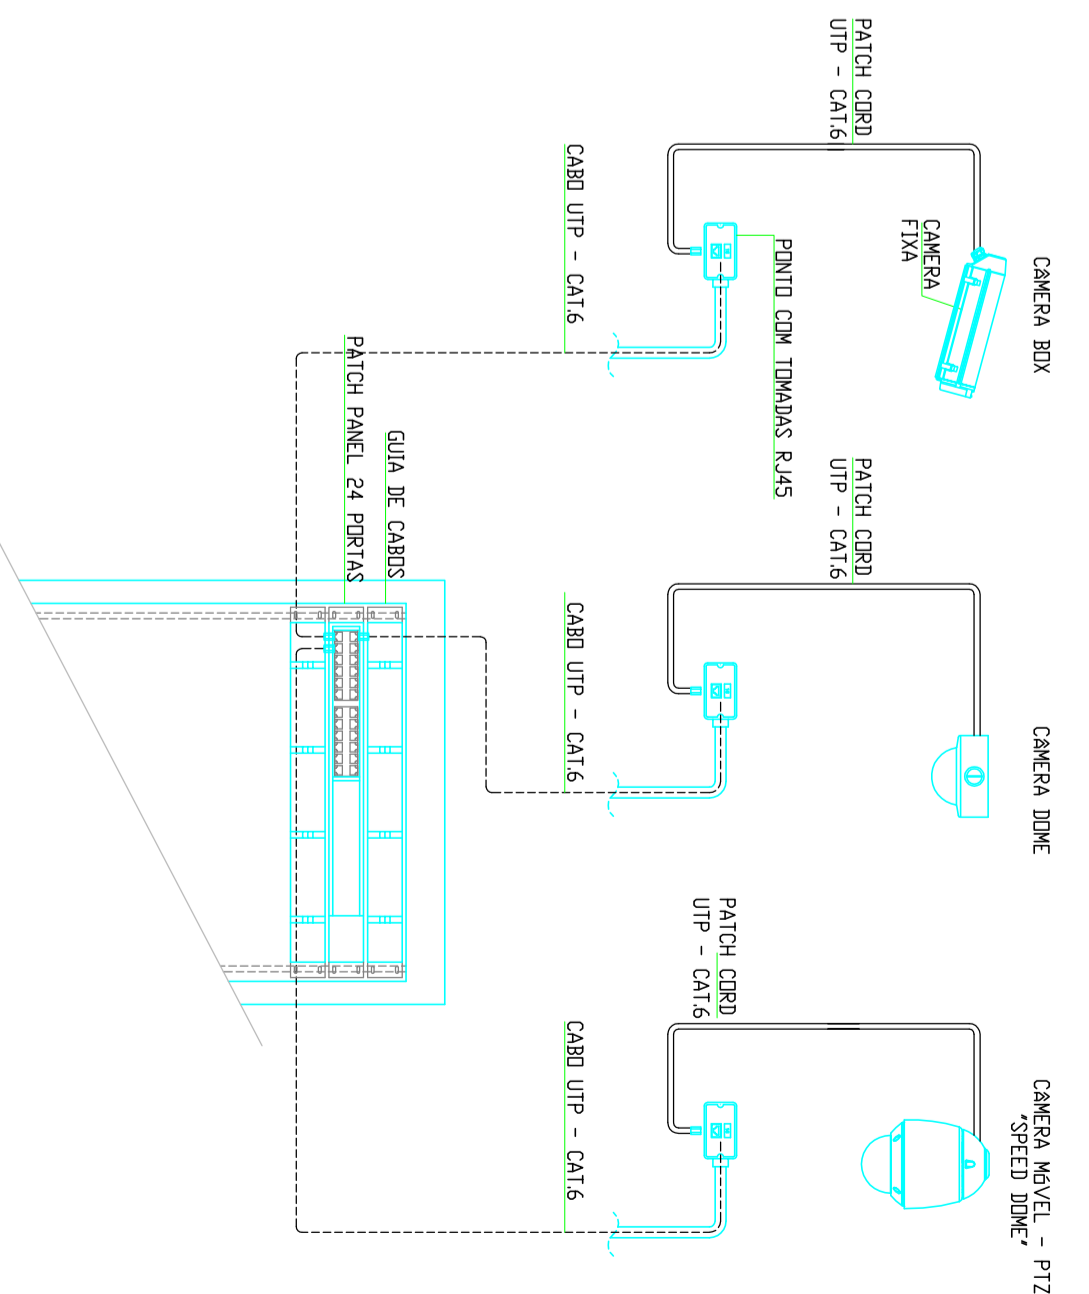 CÂMERA BOX
CÂMERA DOME
CÂMERA MÓVEL - PTZ
"SPEED DOME"
CAMERA
FIXA
PATCH CORD
UTP - CAT.6
PATCH CORD
UTP - CAT.6
PATCH CORD
UTP - CAT.6
PONTO COM TOMADAS RJ45
CABO UTP - CAT.6
CABO UTP - CAT.6
CABO UTP - CAT.6
GUIA DE CABOS
PATCH PANEL 24 PORTAS